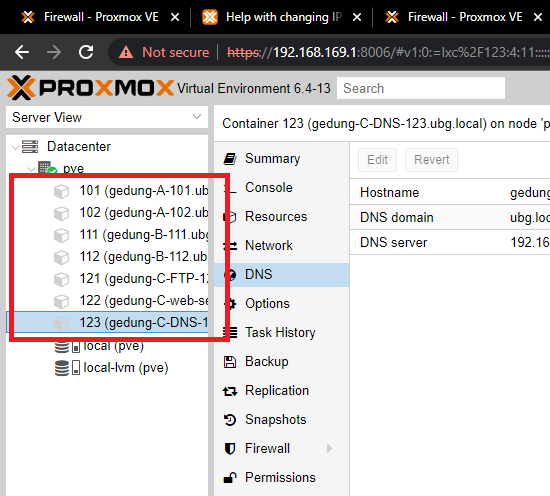 Firewall - Proxmox VE
Help with changing IP
Firewall - Proxmox VE
Not secure https://192.168.169.1:8006/#v1:0:=lxc%2F123:4:11:::::
PROXMOX Virtual Environment 6.4-13 Search
Server View
Datacenter
pve
101 (gedung-A-101.ubg
102 (gedung-A-102.ub
111 (gedung-B-111.ubg
112 (gedung-B-112.ub
121 (gedung-C-FTP-12
122 (gedung-C-web-se
123 (gedung-C-DNS-1
local (pve)
local-lvm (pve)
Container 123 (gedung-C-DNS-123.ubg.local) on node 'p
Summary
Console
Resources
Network
DNS
Options
Task History
Backup
Replication
Snapshots
Firewall
Permissions
Edit Revert
Hostname gedung
DNS domain ubg.loc
DNS server 192.16